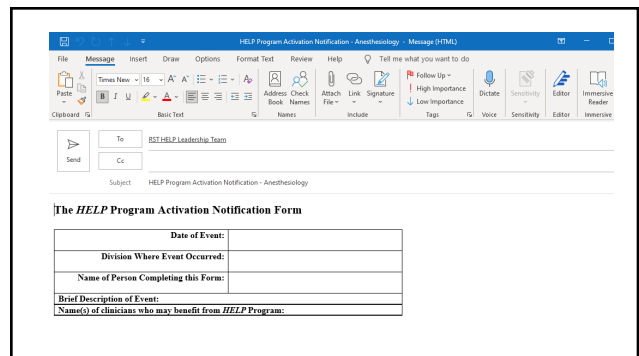 HELP Program Activation Notification - Anesthesiology - Message (HTML)
File Message Insert Draw Options Format Text Review Help Tell me what you want to do
Paste
Times New 16
B I U
Address Book
Check Names
Attach File
Link
Signature
Follow Up
High Importance
Low Importance
Dictate
Sensitivity
Editor
Immersive Reader
Clipboard Basic Text Names Include Tags Voice Sensitivity Editor Immersive
Send
To RST HELP Leadership Team
Cc
Subject HELP Program Activation Notification - Anesthesiology
The HELP Program Activation Notification Form
Date of Event:
Division Where Event Occurred:
Name of Person Completing this Form:
Brief Description of Event:
Name(s) of clinicians who may benefit from HELP Program: